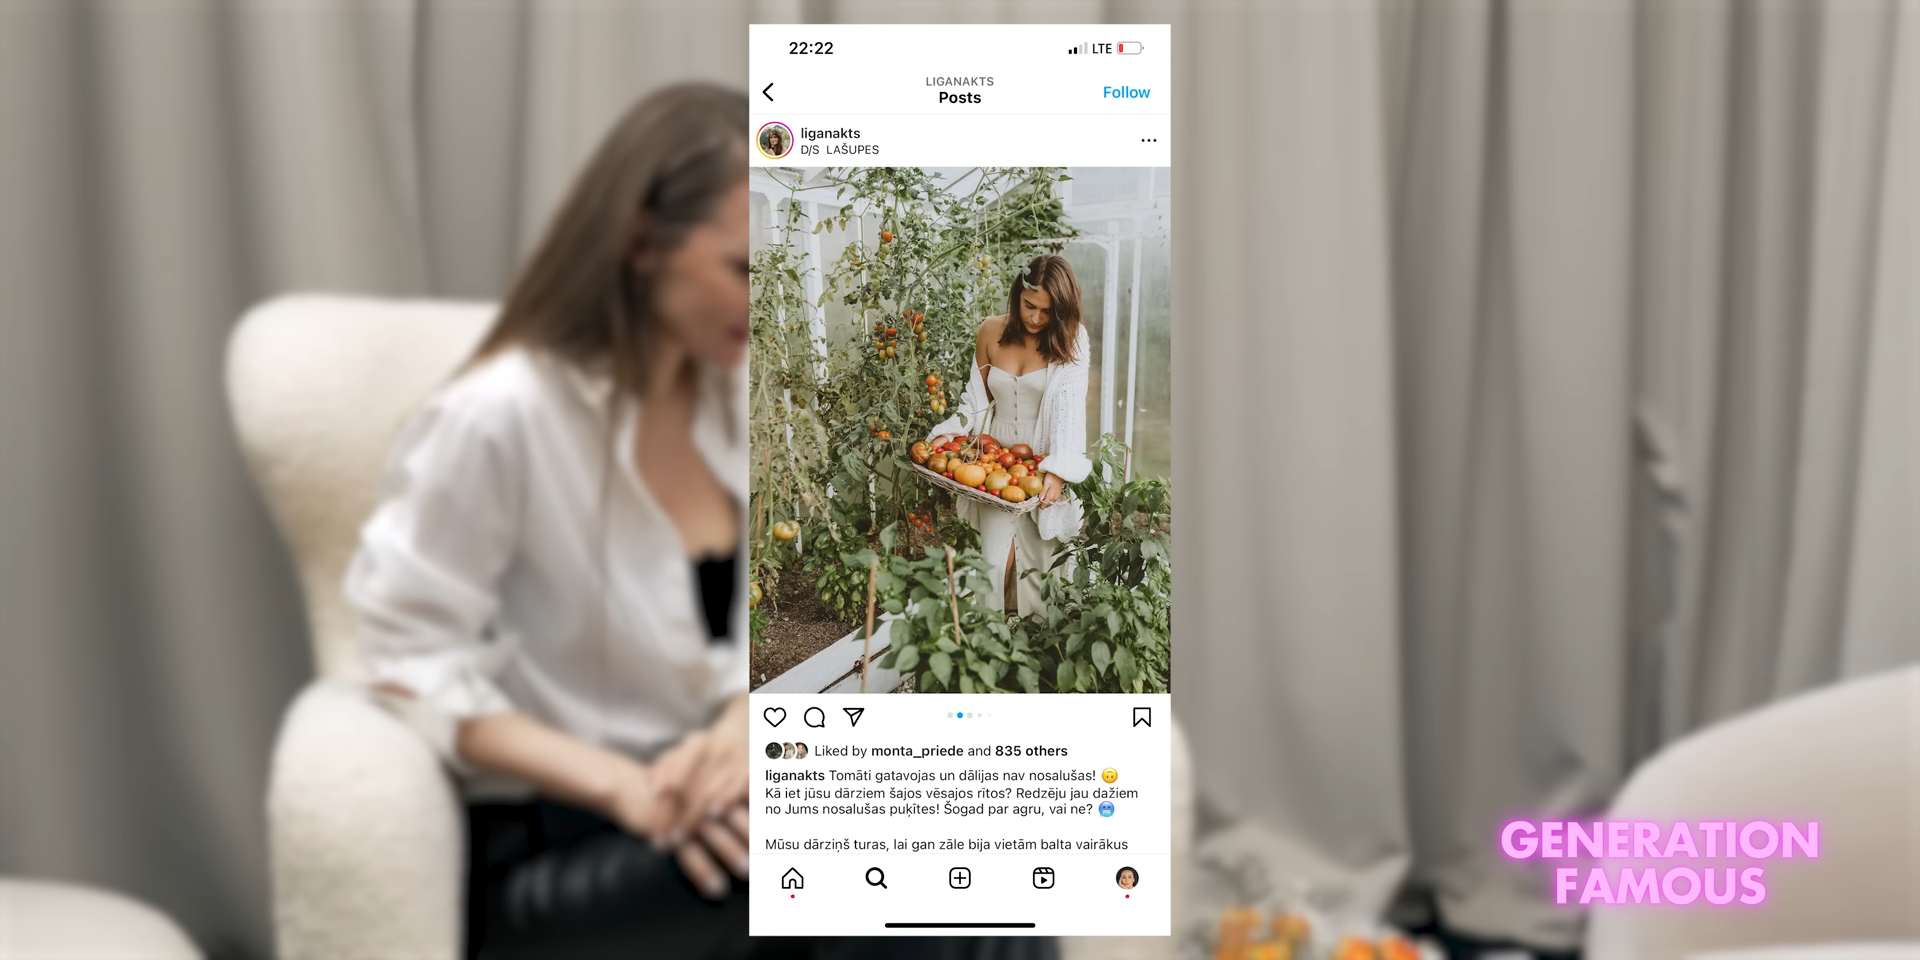 22:22
LTE
LIGANAKTS
Posts
Follow
liganakts
D/S LAŠUPES
Liked by monta_priede and 835 others
liganakts Tomāti gatavojas un dālijas nav nosalušas! 🙃
Kā iet jūsu dārziem šajos vēsajos rītos? Redzēju jau dažiem
no Jums nosalušas puķītes! Šogad par agru, vai ne? 🥶
Mūsu dārziņš turas, lai gan zāle bija vietām balta vairākus
GENERATION
FAMOUS